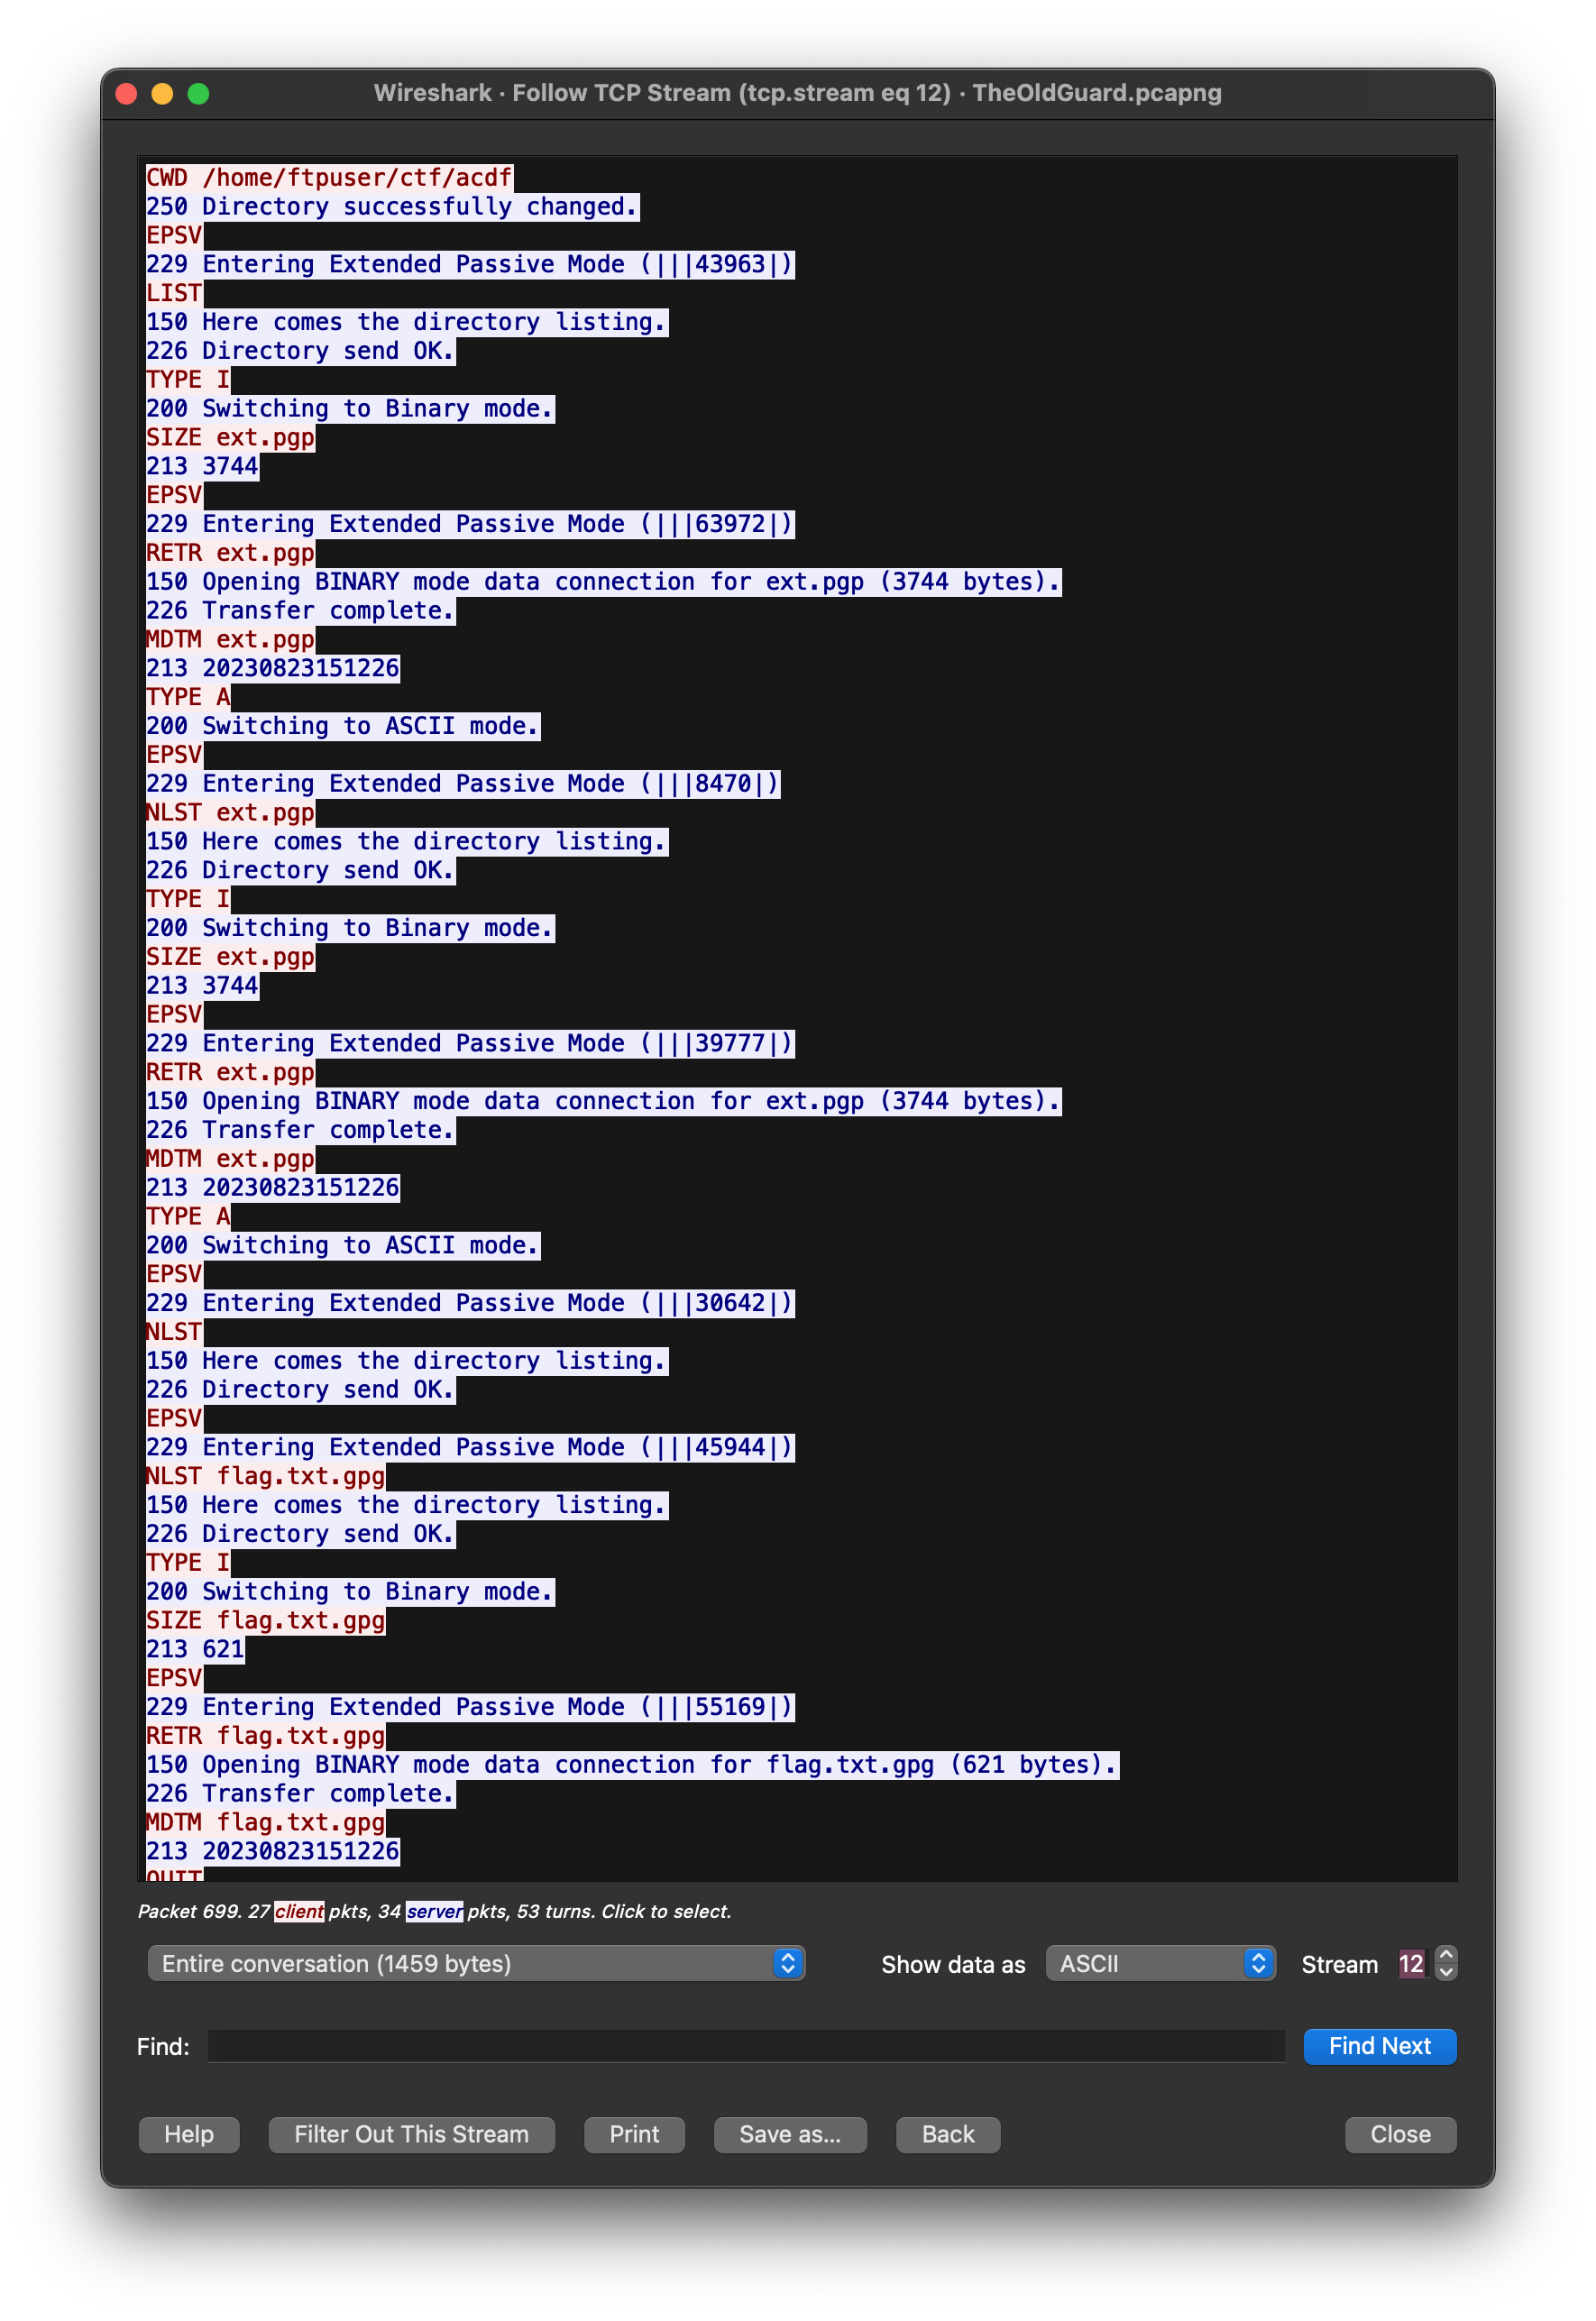 Wireshark · Follow TCP Stream (tcp.stream eq 12) · TheOldGuard.pcapng
CWD /home/ftpuser/ctf/acdf
250 Directory successfully changed.
EPSV
229 Entering Extended Passive Mode (|||43963|)
LIST
150 Here comes the directory listing.
226 Directory send OK.
TYPE I
200 Switching to Binary mode.
SIZE ext.pgp
213 3744
EPSV
229 Entering Extended Passive Mode (|||63972|)
RETR ext.pgp
150 Opening BINARY mode data connection for ext.pgp (3744 bytes).
226 Transfer complete.
MDTM ext.pgp
213 20230823151226
TYPE A
200 Switching to ASCII mode.
EPSV
229 Entering Extended Passive Mode (|||8470|)
NLST ext.pgp
150 Here comes the directory listing.
226 Directory send OK.
TYPE I
200 Switching to Binary mode.
SIZE ext.pgp
213 3744
EPSV
229 Entering Extended Passive Mode (|||39777|)
RETR ext.pgp
150 Opening BINARY mode data connection for ext.pgp (3744 bytes).
226 Transfer complete.
MDTM ext.pgp
213 20230823151226
TYPE A
200 Switching to ASCII mode.
EPSV
229 Entering Extended Passive Mode (|||30642|)
NLST
150 Here comes the directory listing.
226 Directory send OK.
EPSV
229 Entering Extended Passive Mode (|||45944|)
NLST flag.txt.gpg
150 Here comes the directory listing.
226 Directory send OK.
TYPE I
200 Switching to Binary mode.
SIZE flag.txt.gpg
213 621
EPSV
229 Entering Extended Passive Mode (|||55169|)
RETR flag.txt.gpg
150 Opening BINARY mode data connection for flag.txt.gpg (621 bytes).
226 Transfer complete.
MDTM flag.txt.gpg
213 20230823151226
QUIT
Packet 699. 27 client pkts, 34 server pkts, 53 turns. Click to select.
Entire conversation (1459 bytes) Show data as ASCII Stream 12
Find: Find Next
Help Filter Out This Stream Print Save as... Back Close